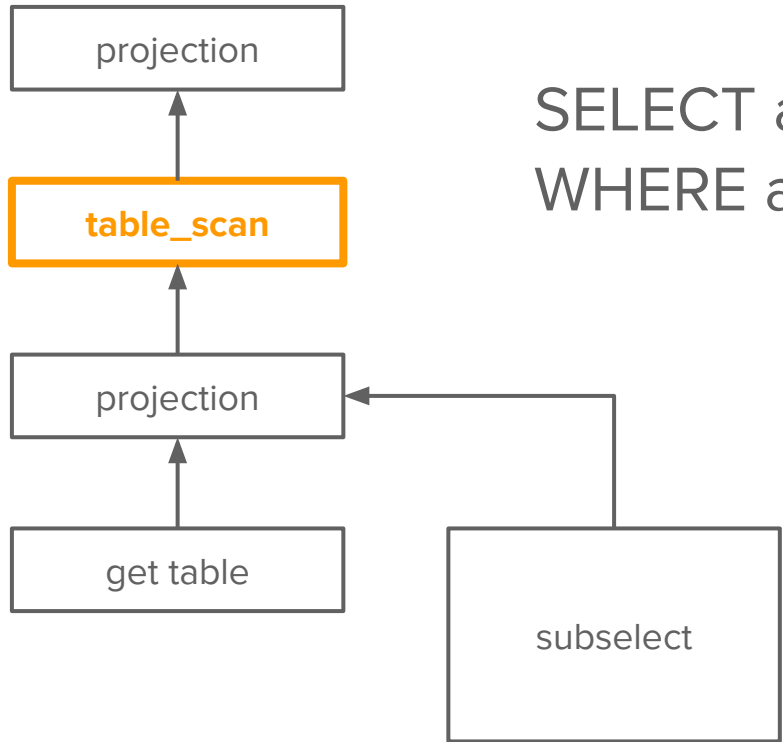 projection
SELECT a
WHERE a
table_scan
projection
get table
subselect